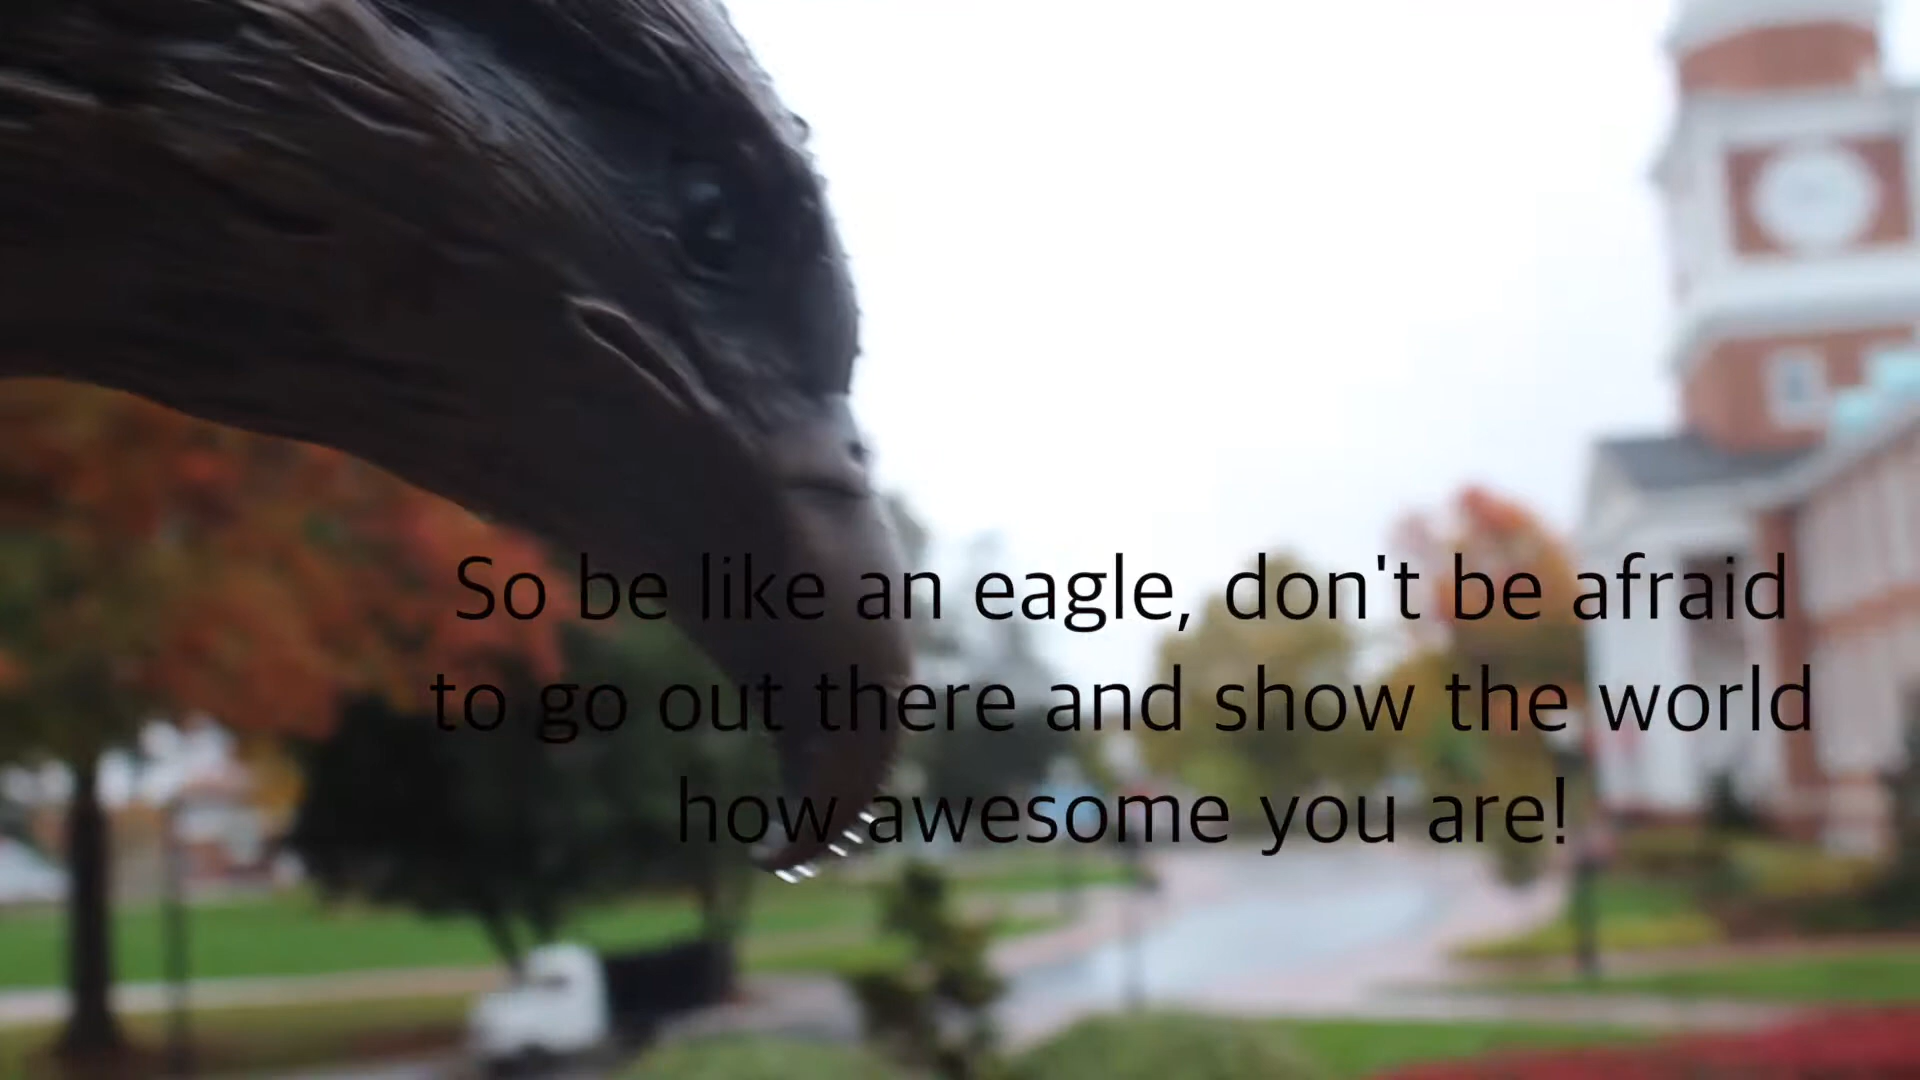 So be like an eagle, don't be afraid
to go out there and show the world
how awesome you are!